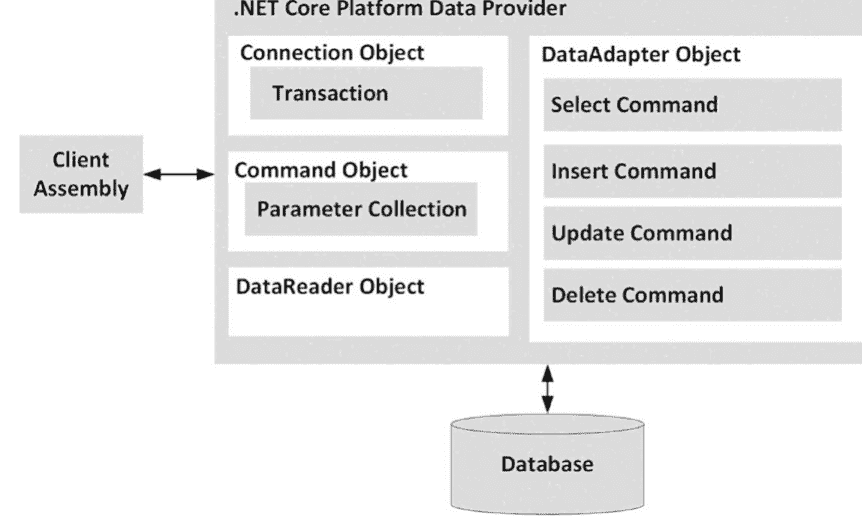 .NET Core Platform Data Provider
Connection Object
Transaction
Client
Assembly
Command Object
Parameter Collection
DataReader Object
DataAdapter Object
Select Command
Insert Command
Update Command
Delete Command
Database